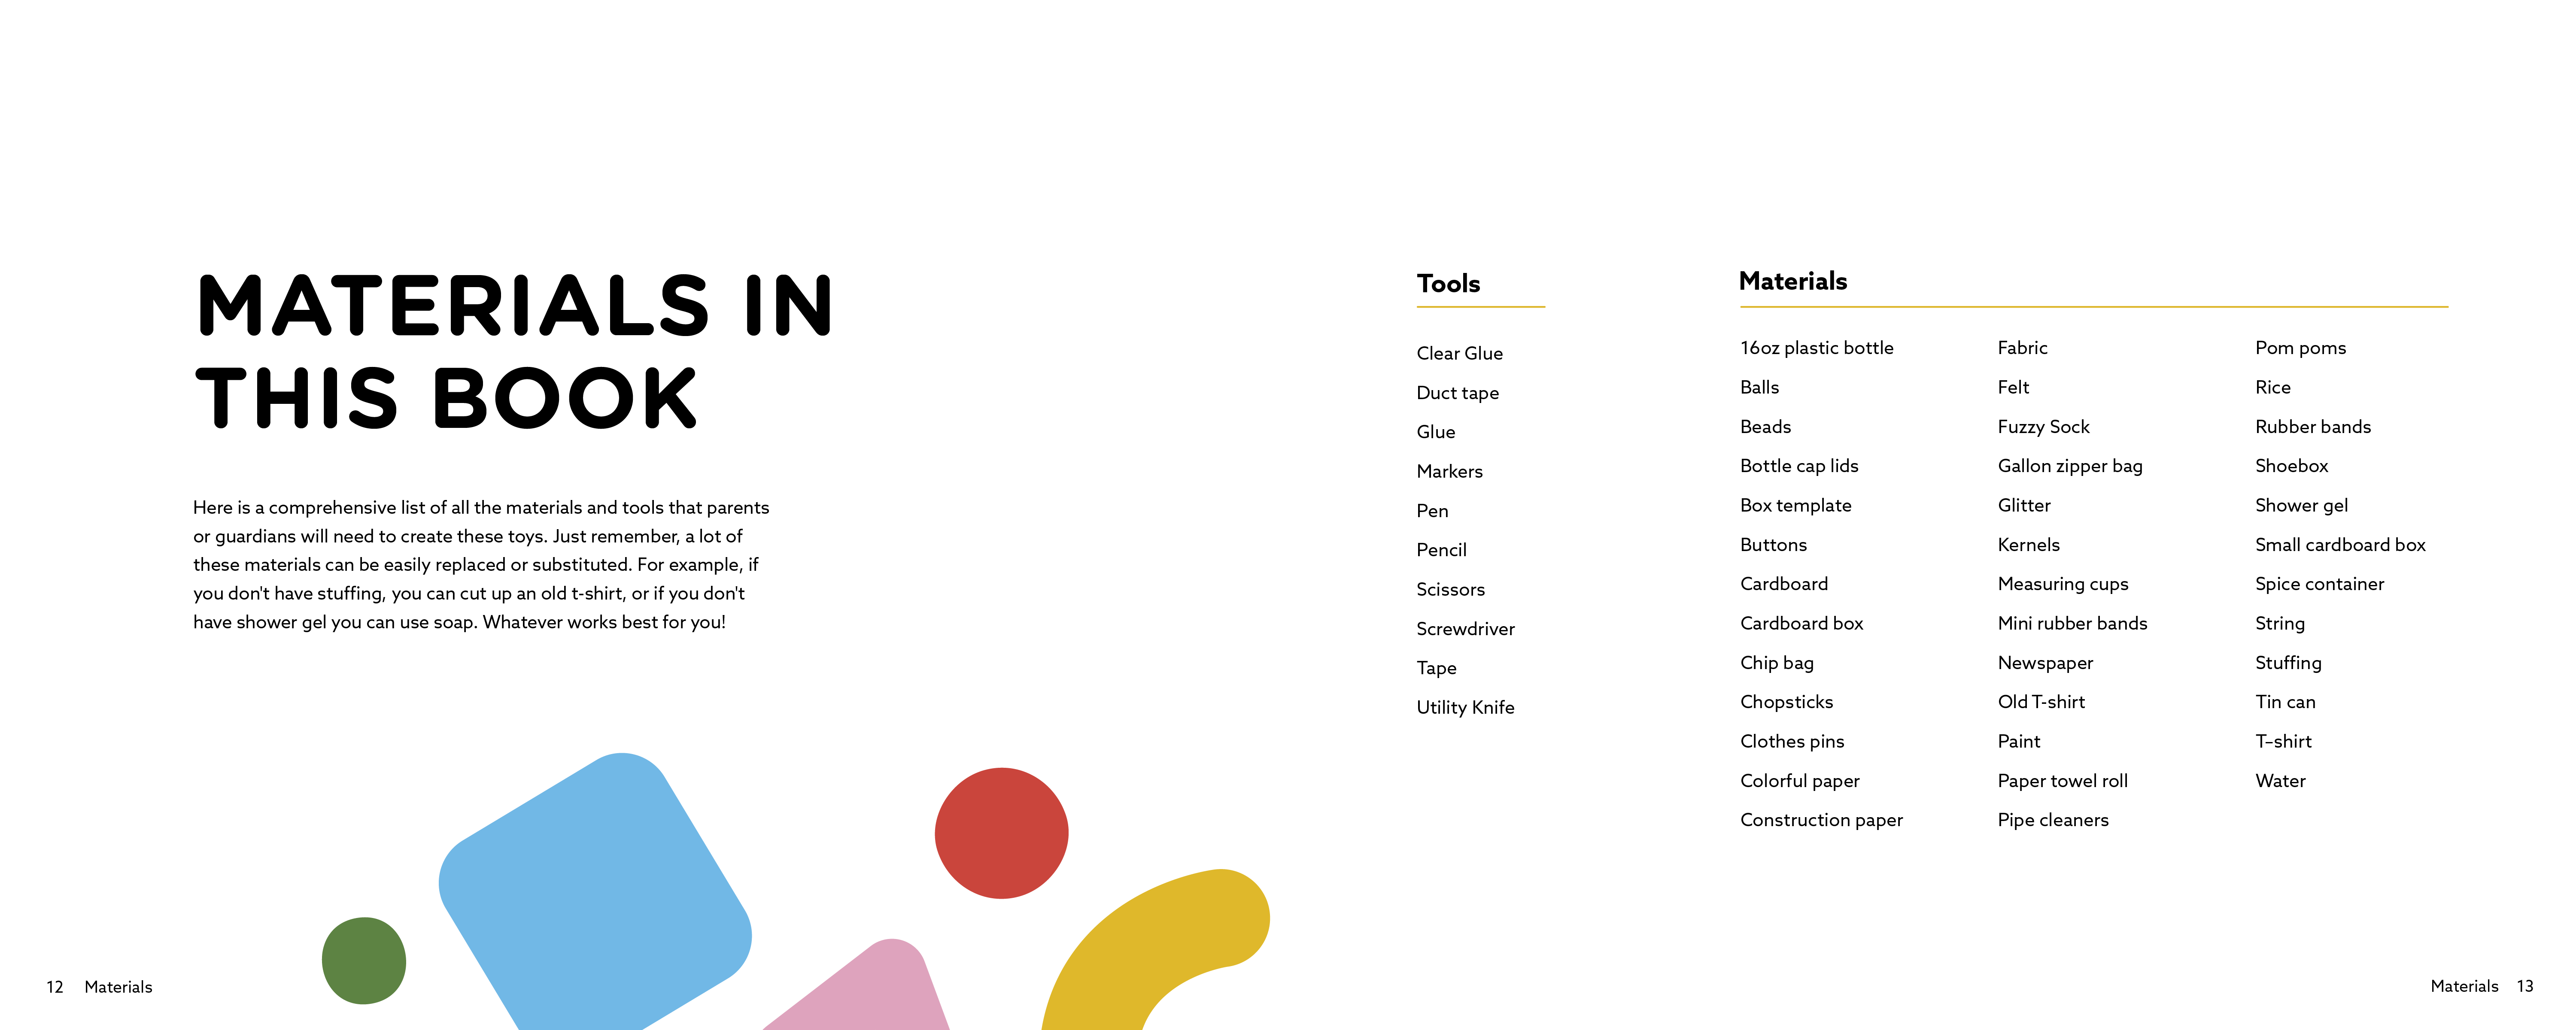 MATERIALS IN
THIS BOOK
Here is a comprehensive list of all the materials and tools that parents
or guardians will need to create these toys. Just remember, a lot of
these materials can be easily replaced or substituted. For example, if
you don't have stuffing, you can cut up an old t-shirt, or if you don't
have shower gel you can use soap. Whatever works best for you!
12 Materials
Tools
Clear Glue
Duct tape
Glue
Markers
Pen
Pencil
Scissors
Screwdriver
Tape
Utility Knife
Materials
16oz plastic bottle
Balls
Beads
Bottle cap lids
Box template
Buttons
Cardboard
Cardboard box
Chip bag
Chopsticks
Clothes pins
Colorful paper
Construction paper
Fabric
Felt
Fuzzy Sock
Gallon zipper bag
Glitter
Kernels
Measuring cups
Mini rubber bands
Newspaper
Old T-shirt
Paint
Paper towel roll
Pipe cleaners
Pom poms
Rice
Rubber bands
Shoebox
Shower gel
Small cardboard box
Spice container
String
Stuffing
Tin can
T–shirt
Water
Materials 13